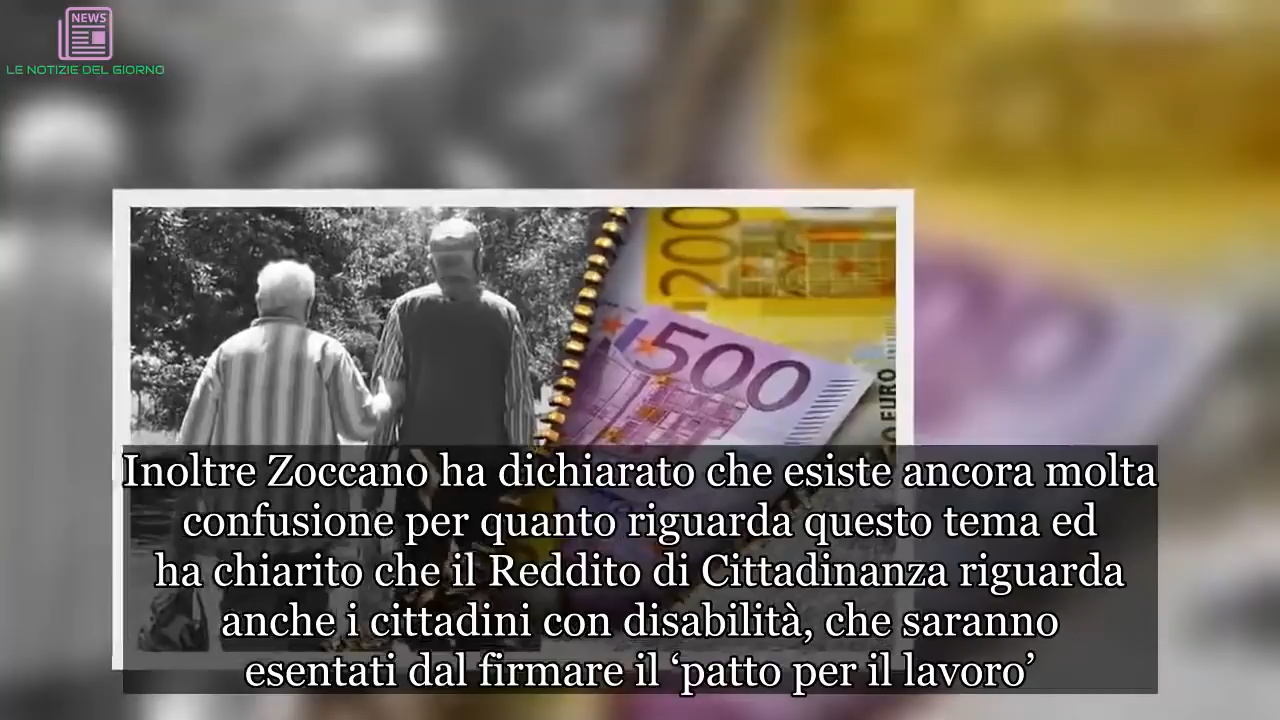 NEWS
LE NOTIZIE DEL GIORNO
200
500
EURO
Inoltre Zoccano ha dichiarato che esiste ancora molta
confusione per quanto riguarda questo tema ed
ha chiarito che il Reddito di Cittadinanza riguarda
anche i cittadini con disabilità, che saranno
esentati dal firmare il ‘patto per il lavoro’